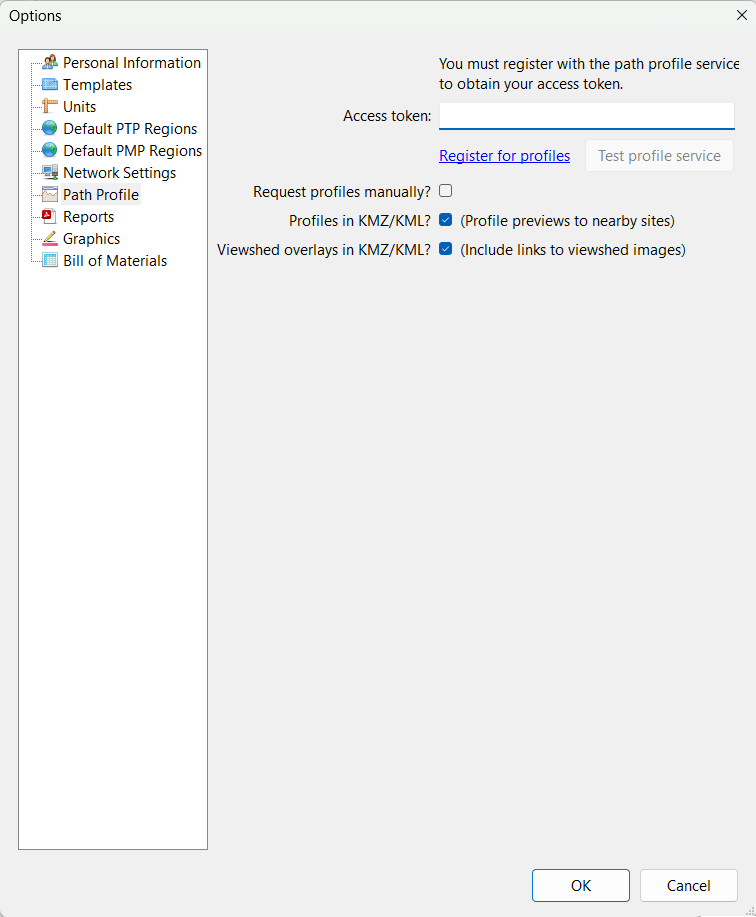 Options
Personal Information
Templates
Units
Default PTP Regions
Default PMP Regions
Network Settings
Path Profile
Reports
Graphics
Bill of Materials
You must register with the path profile service
to obtain your access token.
Access token:
Register for profiles Test profile service
Request profiles manually?
Profiles in KMZ/KML? (Profile previews to nearby sites)
Viewshed overlays in KMZ/KML? (Include links to viewshed images)
OK Cancel